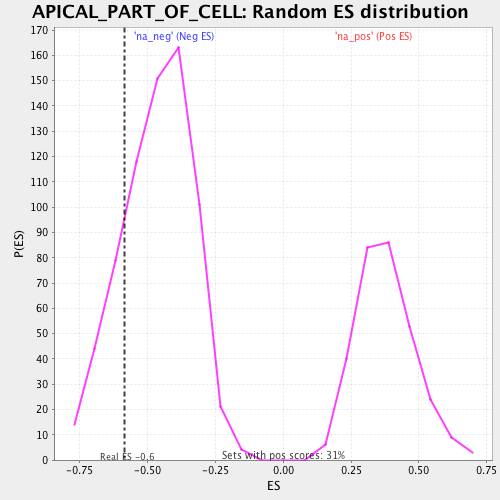 APICAL_PART_OF_CELL: Random ES distribution
'na_neg' (Neg ES)
'na_pos' (Pos ES)
170
160
150
140
130
120
110
100
90
80
70
60
50
40
30
20
10
0
P(ES)
Real ES -0.6
Sets with pos scores: 31%
-0.75 -0.50 -0.25 0.00 0.25 0.50 0.75
ES